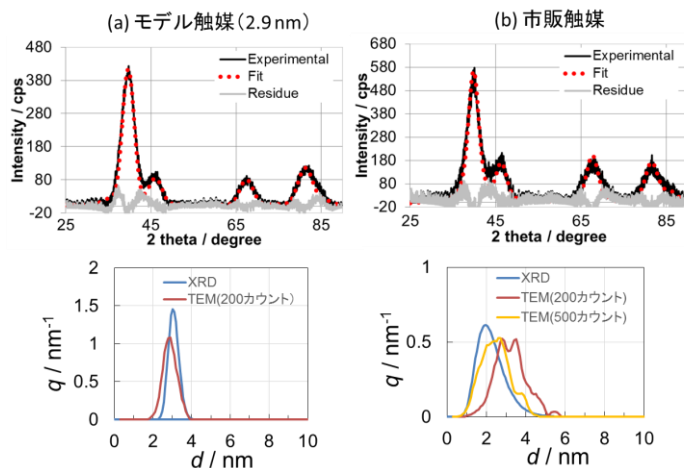 (a) モデル触媒(2.9nm)
480
380
280
180
80
-20
Intensity / cps
Experimental
Fit
Residue
25
45
65
85
2 theta / degree
(b) 市販触媒
680
580
480
380
280
180
80
-20
Intensity / cps
Experimental
Fit
Residue
25
45
65
85
2 theta / degree
2
1.5
1
0.5
0
q / nm-1
XRD
TEM(200カウント)
0
2
4
6
8
10
d / nm
1
0.5
0
q / nm-1
XRD
TEM(200カウント)
TEM(500カウント)
0
2
4
6
8
10
d / nm